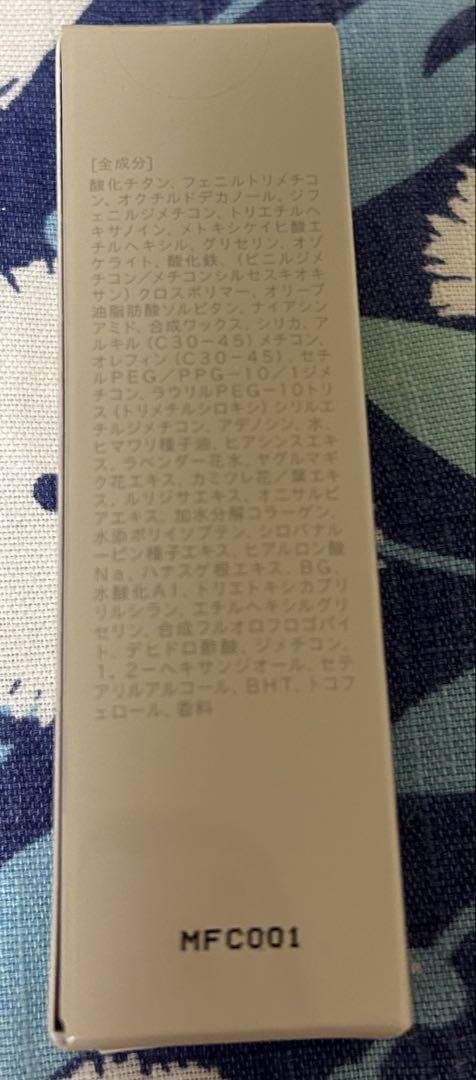 [全成分]
酸化チタン、フェニルトリメチコ
ン、オクチルドデカノール、ジフ
ェニルジメチコン、トリエチルヘ
キサノイン、メトキシケイヒ酸エ
チルヘキシル、グリセリン、オゾ
ケライト、酸化鉄、(ビニルジメ
チコン/メチコンシルセスキオキ
サン)クロスポリマー、オリーブ
油脂肪酸ソルビタン、ナイアシン
アミド、合成ワックス、シリカ、ア
ルキル(C30-45)メチコン、
オレフィン(C30-45)、セチ
ルPEG/PPG-10/1ジメ
チコン、ラウリルPEG-10トリ
ス(トリメチルシロキシ)シリルエ
チルジメチコン、アデノシン、水、
ヒマワリ種子油、ヒアシンスエキ
ス、ラベンダー花水、ヤグルマギ
ク花エキス、カミツレ花/葉エキ
ス、ルリジサエキス、オニサルビ
アエキス、加水分解コラーゲン、
水添ポリイソブテン、シロバナル
ーピン種子エキス、ヒアルロン酸
Na、ハナスゲ根エキス、BG、
水酸化Al、トリエトキシカプリ
リルシラン、エチルヘキシルグリ
セリン、合成フルオロフロゴパイ
ト、デヒドロ酢酸、ジメチコン、
1,2-ヘキサンジオール、セテ
アリルアルコール、BHT、トコフ
ェロール、香料
MFC001